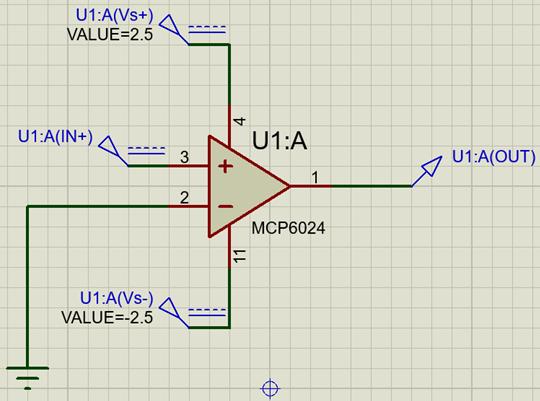 U1:A(Vs+)
VALUE=2.5
4
U1:A
U1:A(IN+)
3
+
1
U1:A(OUT)
2
−
MCP6024
11
U1:A(Vs-)
VALUE=-2.5